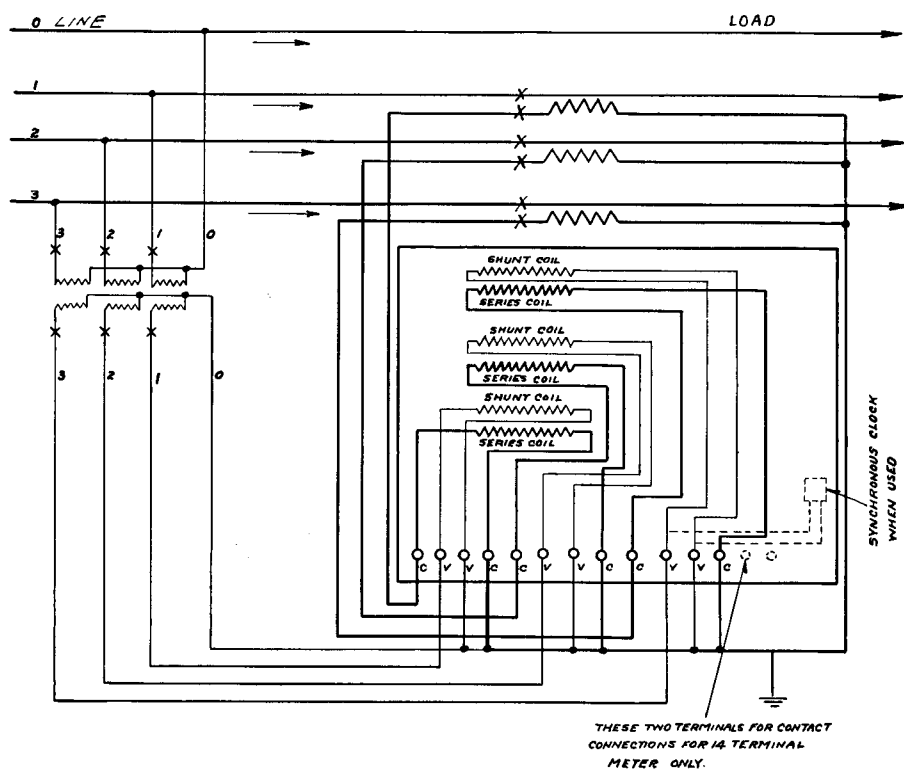 0 LINE
LOAD
1
2
3
3 2 1 0
3 2 1 0
SHUNT COIL
SERIES COIL
SHUNT COIL
SERIES COIL
SHUNT COIL
SERIES COIL
SYNCHRONOUS CLOCK
WHEN USED
C V V C C V V C C V V C
THESE TWO TERMINALS FOR CONTACT
CONNECTIONS FOR 14 TERMINAL
METER ONLY.